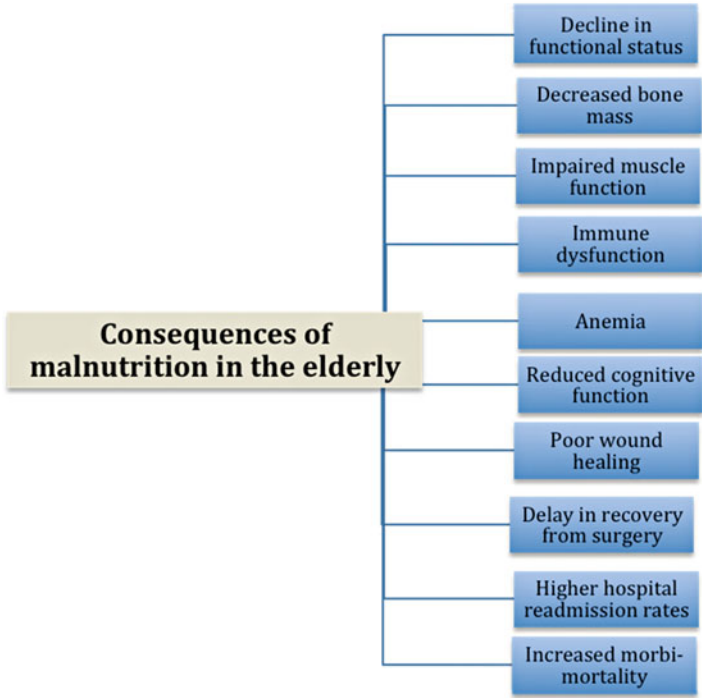 Decline in
functional status
Decreased bone
mass
Impaired muscle
function
Immune
dysfunction
Consequences of
malnutrition in the elderly
Anemia
Reduced cognitive
function
Poor wound
healing
Delay in recovery
from surgery
Higher hospital
readmission rates
Increased morbi-
mortality